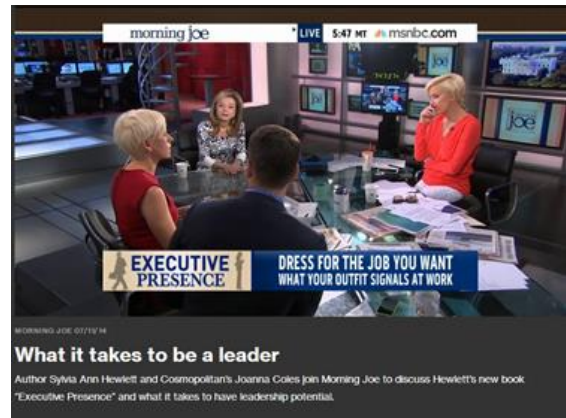 morning joe LIVE 5:47 MT msnbc.com
joe
EXECUTIVE PRESENCE
DRESS FOR THE JOB YOU WANT
WHAT YOUR OUTFIT SIGNALS AT WORK
MORNING JOE 07/11/14
What it takes to be a leader
Author Sylvia Ann Hewlett and Cosmopolitan's Joanna Coles join Morning Joe to discuss Hewlett's new book
"Executive Presence" and what it takes to have leadership potential.